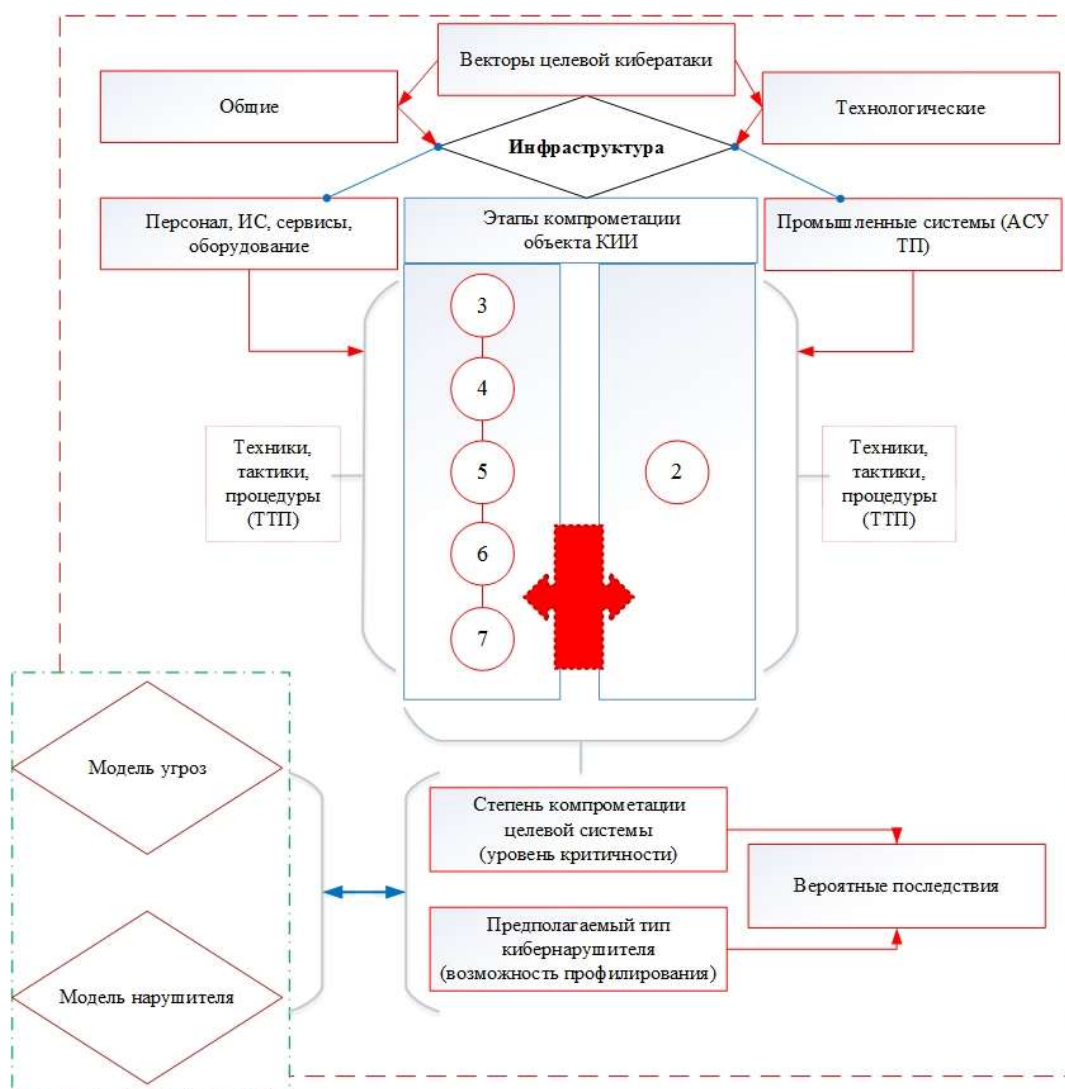 Векторы целевой кибератаки
Общие
Технологические
Инфраструктура
Персонал, ИС, сервисы,
оборудование
Этапы компрометации
объекта КИИ
Промышленные системы (АСУ
ТП)
3
4
5
6
7
2
Техники,
тактики,
процедуры
(ТТП)
Техники,
тактики,
процедуры
(ТТП)
Модель угроз
Модель нарушителя
Степень компрометации
целевой системы
(уровень критичности)
Предполагаемый тип
кибернарушителя
(возможность профилирования)
Вероятные последствия